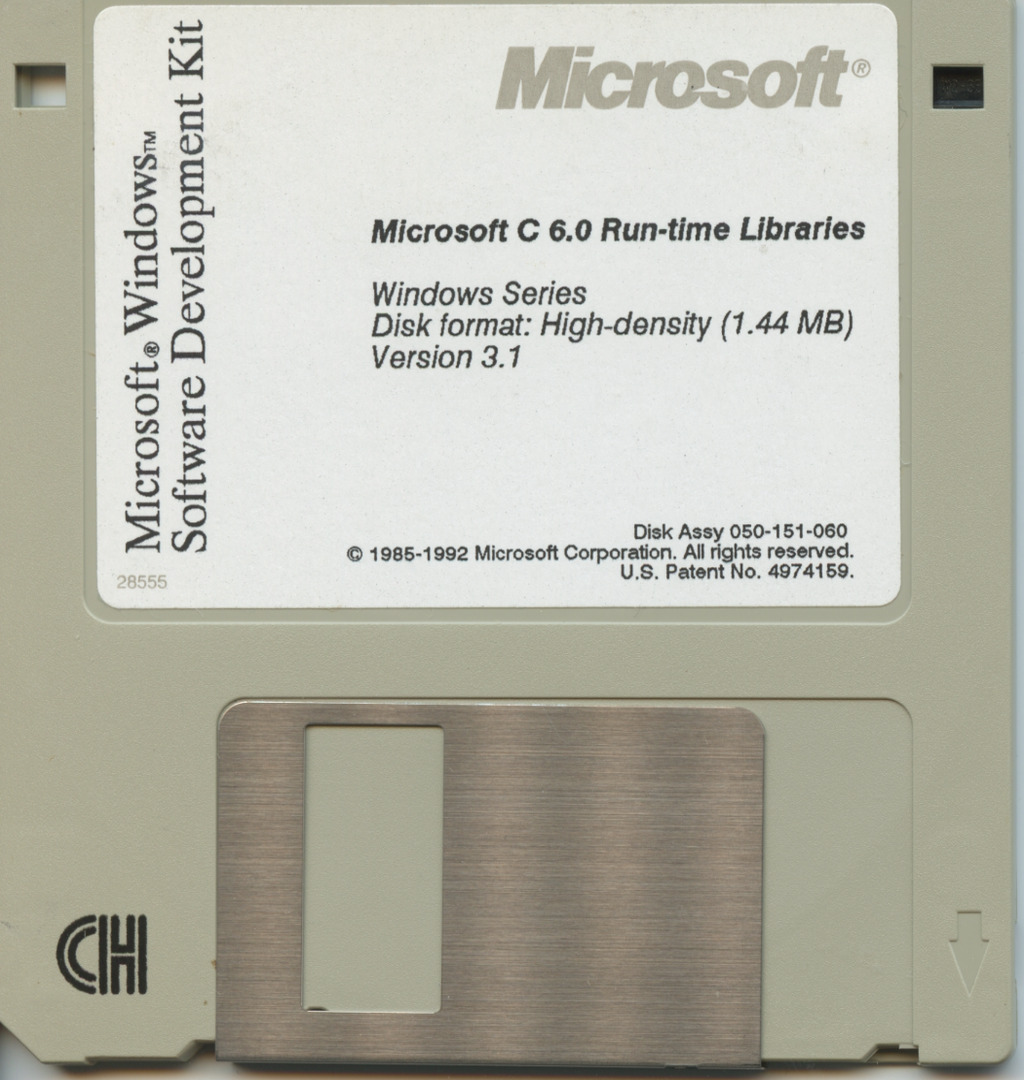 Microsoft® Windows™
Software Development Kit
Microsoft®
Microsoft C 6.0 Run-time Libraries
Windows Series
Disk format: High-density (1.44 MB)
Version 3.1
Disk Assy 050-151-060
© 1985-1992 Microsoft Corporation. All rights reserved.
U.S. Patent No. 4974159.
28555
CH